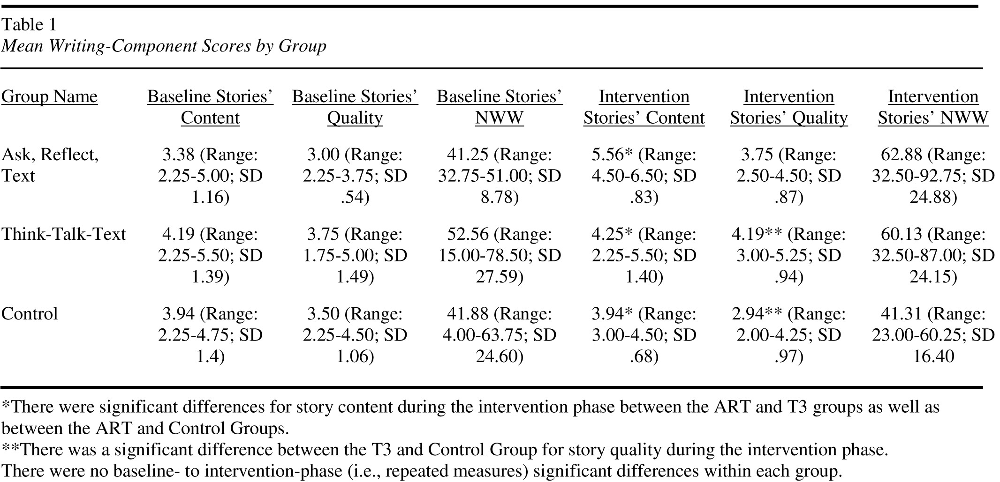 Table 1
Mean Writing-Component Scores by Group
Group Name Baseline Stories’ Baseline Stories’ Baseline Stories’ Intervention Intervention Intervention
Content Quality NWW Stories’ Content Stories’ Quality Stories’ NWW
Ask, Reflect, 3.38 (Range: 3.00 (Range: 41.25 (Range: 5.56* (Range: 3.75 (Range: 62.88 (Range:
Text 2.25-5.00; SD 2.25-3.75; SD 32.75-51.00; SD 4.50-6.50; SD 2.50-4.50; SD 32.50-92.75; SD
1.16) .54) 8.78) .83) .87) 24.88)
Think-Talk-Text 4.19 (Range: 3.75 (Range: 52.56 (Range: 4.25* (Range: 4.19** (Range: 60.13 (Range:
2.25-5.50; SD 1.75-5.00; SD 15.00-78.50; SD 2.25-5.50; SD 3.00-5.25; SD 32.50-87.00; SD
1.39) 1.49) 27.59) 1.40) .94) 24.15)
Control 3.94 (Range: 3.50 (Range: 41.88 (Range: 3.94* (Range: 2.94** (Range: 41.31 (Range:
2.25-4.75; SD 2.25-4.50; SD 4.00-63.75; SD 3.00-4.50; SD 2.00-4.25; SD 23.00-60.25; SD
1.4) 1.06) 24.60) .68) .97) 16.40
*There were significant differences for story content during the intervention phase between the ART and T3 groups as well as
between the ART and Control Groups.
**There was a significant difference between the T3 and Control Group for story quality during the intervention phase.
There were no baseline- to intervention-phase (i.e., repeated measures) significant differences within each group.